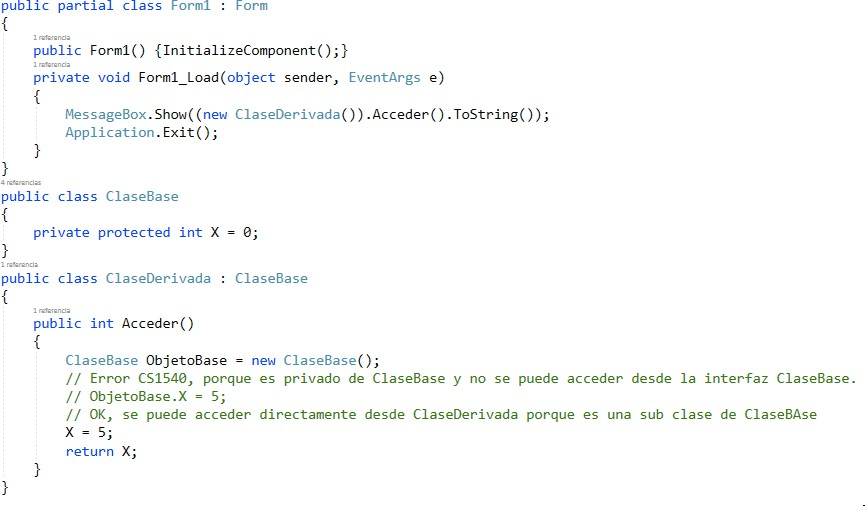 public partial class Form1 : Form
{
1 referencia
public Form1() {InitializeComponent();}
1 referencia
private void Form1_Load(object sender, EventArgs e)
{
MessageBox.Show((new ClaseDerivada()).Acceder().ToString());
Application.Exit();
}
}
4 referencias
public class ClaseBase
{
private protected int X = 0;
}
1 referencia
public class ClaseDerivada : ClaseBase
{
1 referencia
public int Acceder()
{
ClaseBase ObjetoBase = new ClaseBase();
// Error CS1540, porque es privado de ClaseBase y no se puede acceder desde la interfaz ClaseBase.
// ObjetoBase.X = 5;
// OK, se puede acceder directamente desde ClaseDerivada porque es una sub clase de ClaseBAse
X = 5;
return X;
}
}